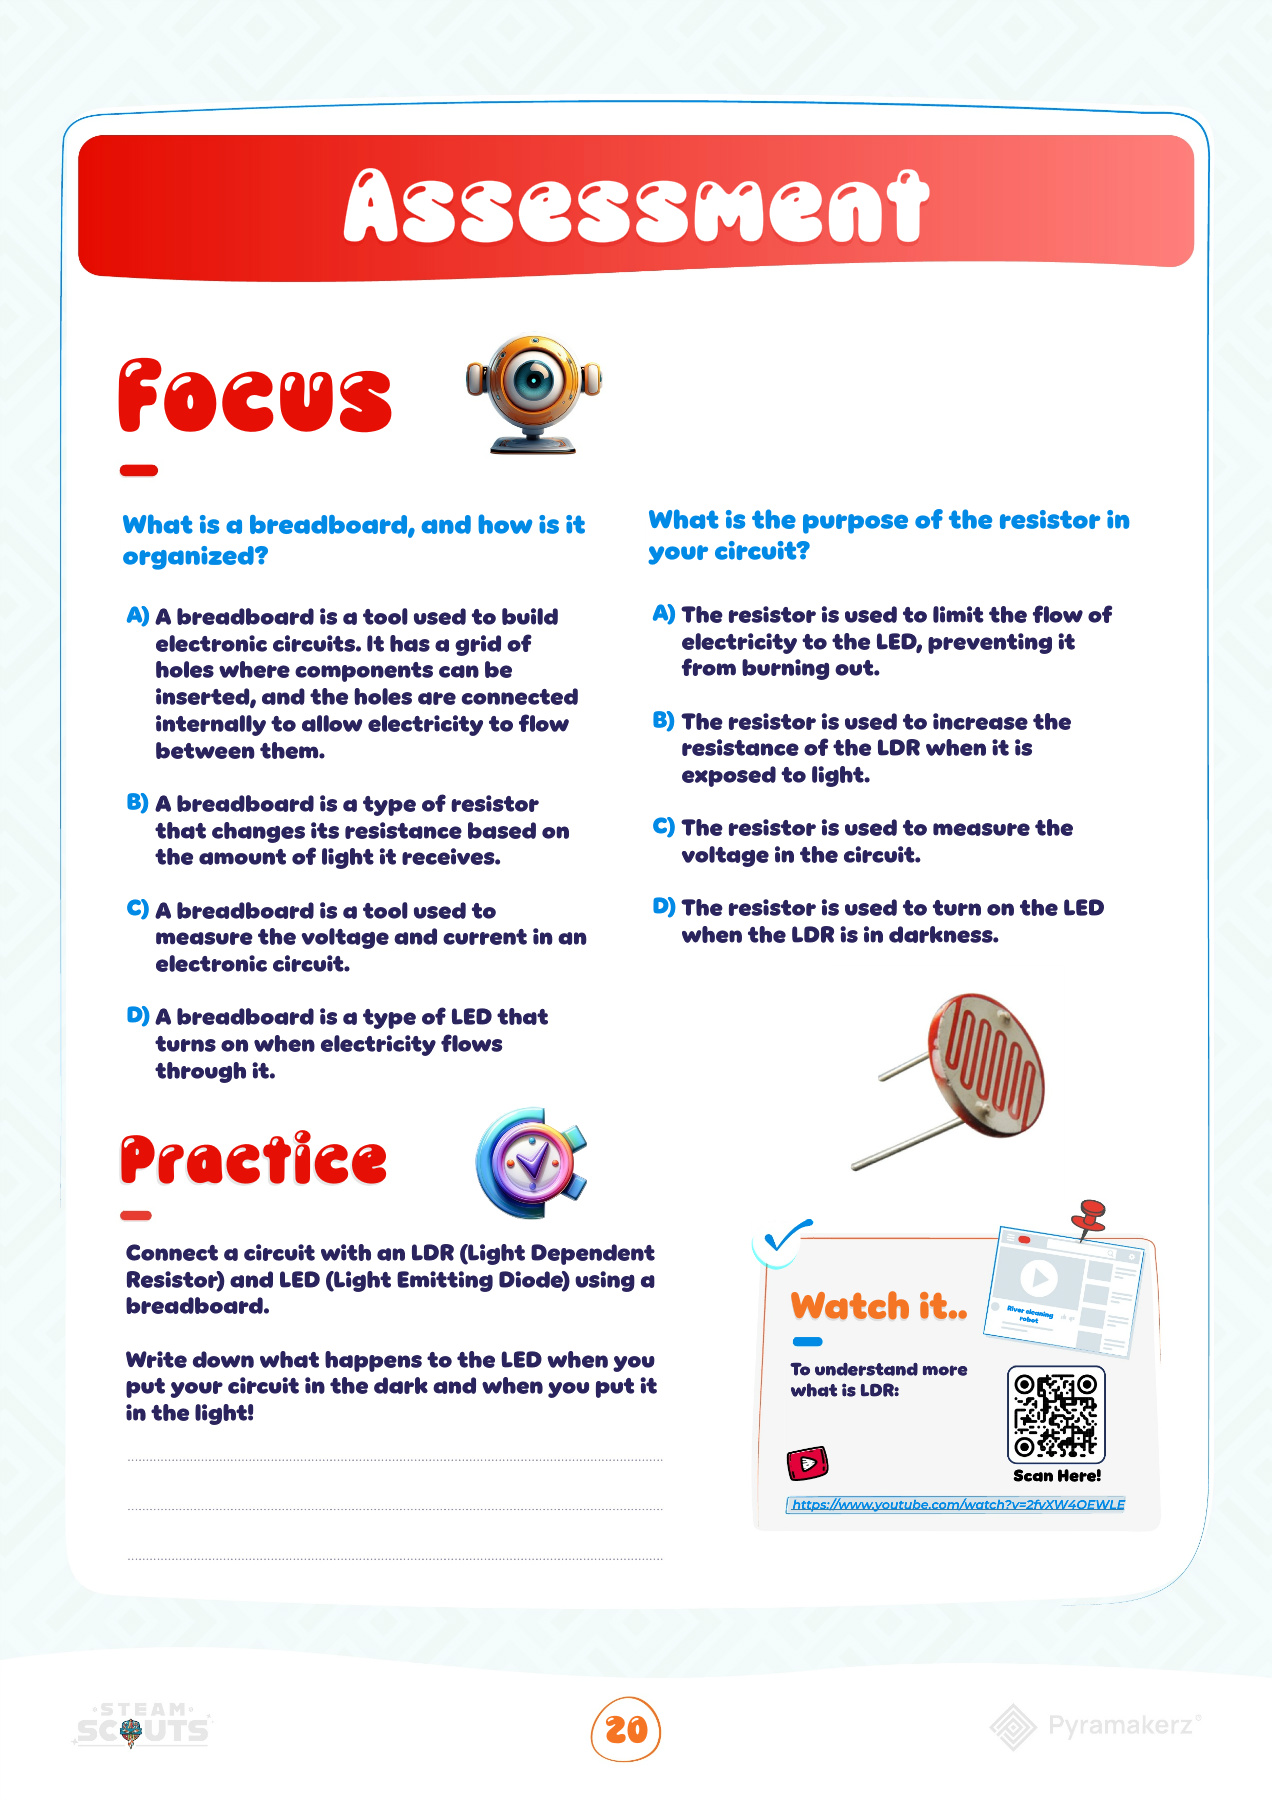 Assessment
Focus
What is a breadboard, and how is it
organized?
A) A breadboard is a tool used to build
electronic circuits. It has a grid of
holes where components can be
inserted, and the holes are connected
internally to allow electricity to flow
between them.
B) A breadboard is a type of resistor
that changes its resistance based on
the amount of light it receives.
C) A breadboard is a tool used to
measure the voltage and current in an
electronic circuit.
D) A breadboard is a type of LED that
turns on when electricity flows
through it.
What is the purpose of the resistor in
your circuit?
A) The resistor is used to limit the flow of
electricity to the LED, preventing it
from burning out.
B) The resistor is used to increase the
resistance of the LDR when it is
exposed to light.
C) The resistor is used to measure the
voltage in the circuit.
D) The resistor is used to turn on the LED
when the LDR is in darkness.
Practice
Connect a circuit with an LDR (Light Dependent
Resistor) and LED (Light Emitting Diode) using a
breadboard.
Write down what happens to the LED when you
put your circuit in the dark and when you put it
in the light!
Watch it..
River cleaning
robot
To understand more
what is LDR:
Scan Here!
https://www.youtube.com/watch?v=2fvXW4OEWLE
STEAM
SCOUTS
20
Pyramakerz